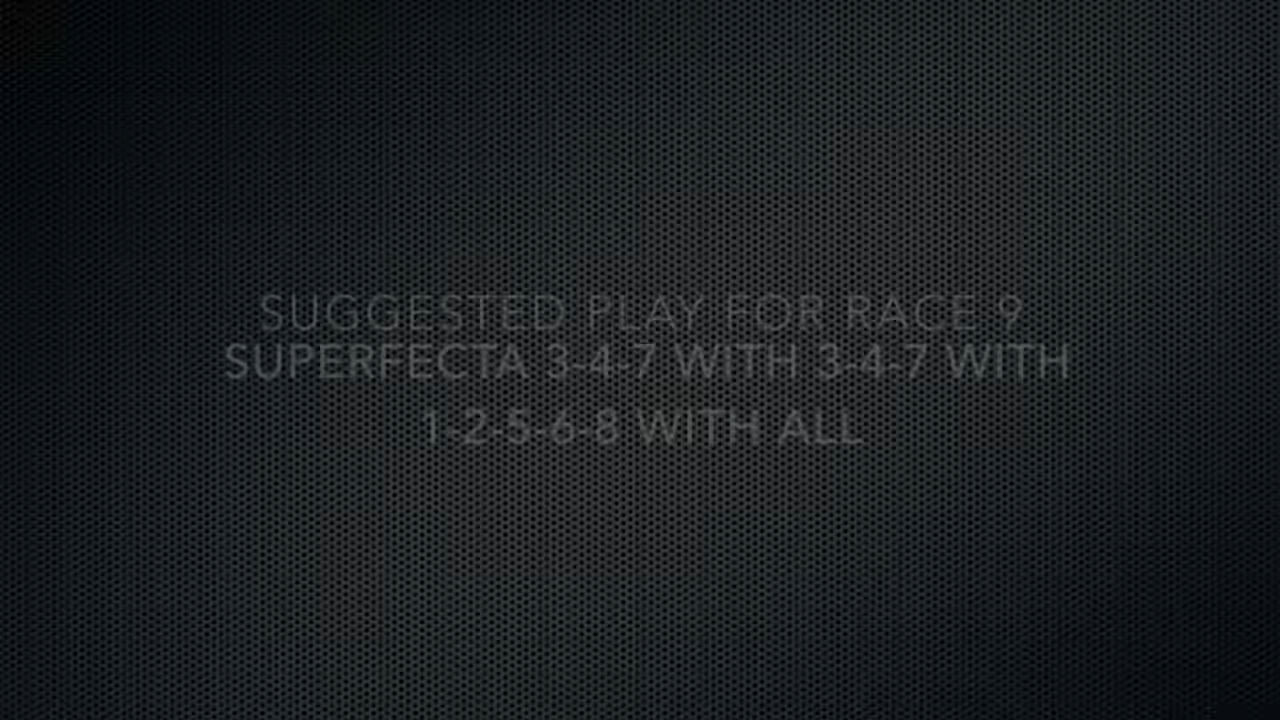 SUGGESTED PLAY FOR RACE 9
SUPERFECTA 3-4-7 WITH 3-4-7 WITH
1-2-5-6-8 WITH ALL